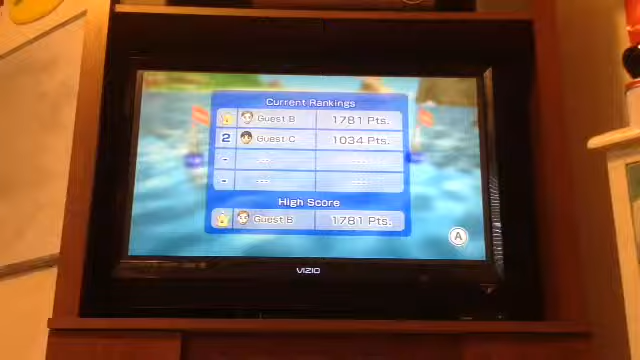 Current Rankings
Guest B 1781 Pts.
2 Guest C 1034 Pts.
- --- ---
- --- ---
High Score
Guest B 1781 Pts.
A
VIZIO